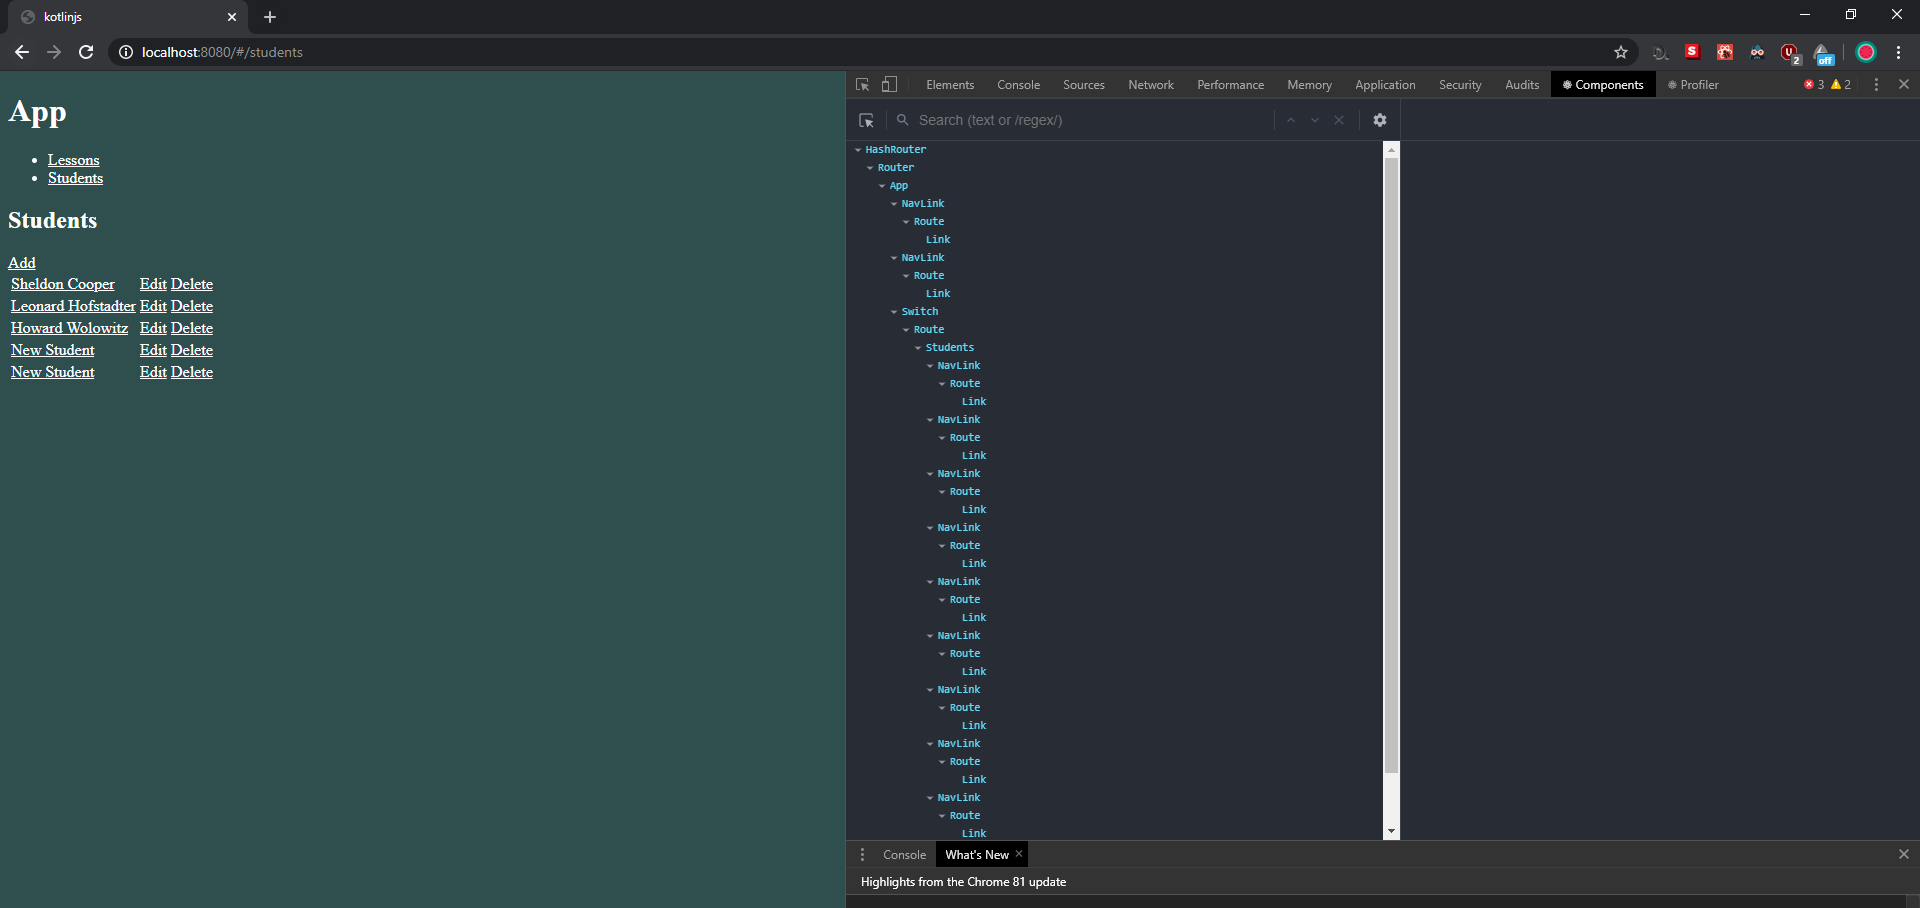 kotlinjs
localhost:8080/#/students
S
U
2
off
App
Lessons
Students
Students
Add
Sheldon Cooper Edit Delete
Leonard Hofstadter Edit Delete
Howard Wolowitz Edit Delete
New Student Edit Delete
New Student Edit Delete
Elements Console Sources Network Performance Memory Application Security Audits Components Profiler 3 2
Search (text or /regex/)
HashRouter
Router
App
NavLink
Route
Link
NavLink
Route
Link
Switch
Route
Students
NavLink
Route
Link
NavLink
Route
Link
NavLink
Route
Link
NavLink
Route
Link
NavLink
Route
Link
NavLink
Route
Link
NavLink
Route
Link
NavLink
Route
Link
NavLink
Route
Link
Console What's New
Highlights from the Chrome 81 update